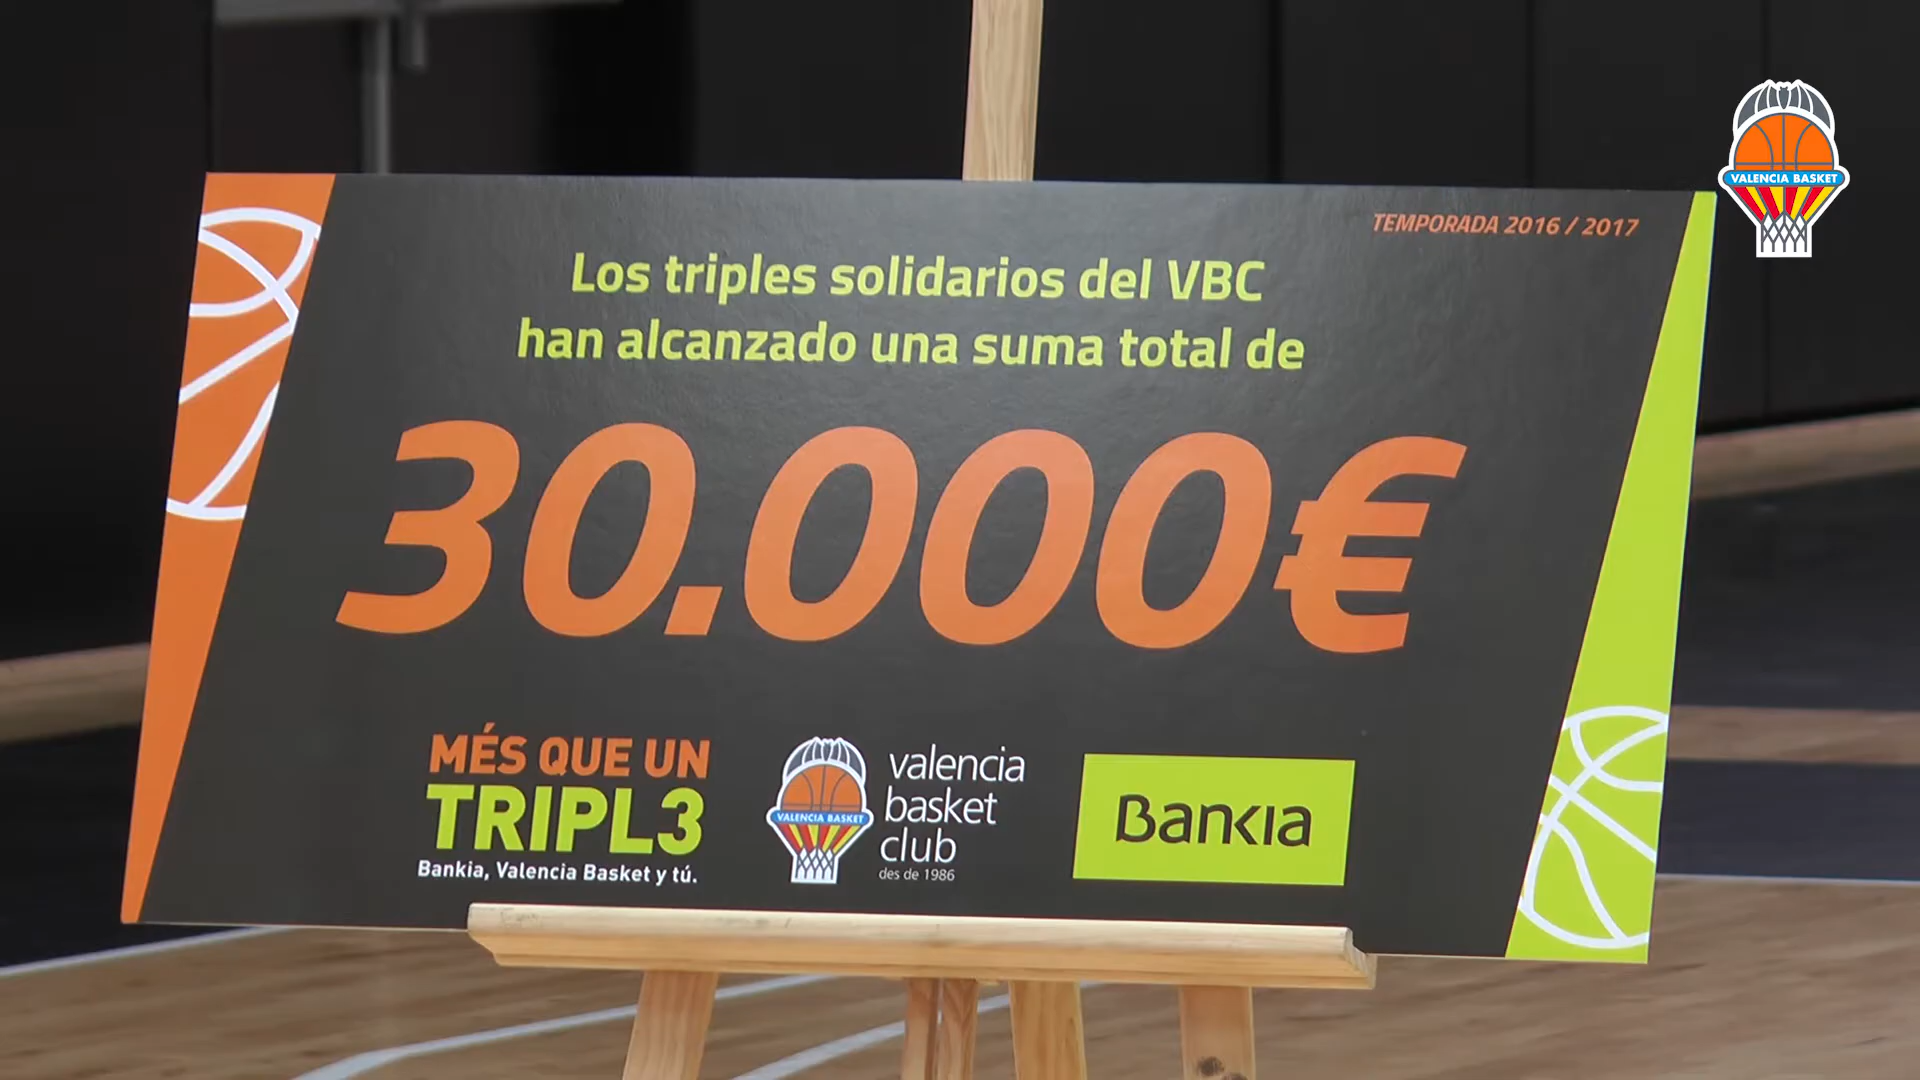 VALENCIA BASKET
TEMPORADA 2016 / 2017
Los triples solidarios del VBC
han alcanzado una suma total de
30.000€
MÉS QUE UN
TRIPL3
Bankia, Valencia Basket y tú.
VALENCIA BASKET
valencia
basket
club
des de 1986
Bankia